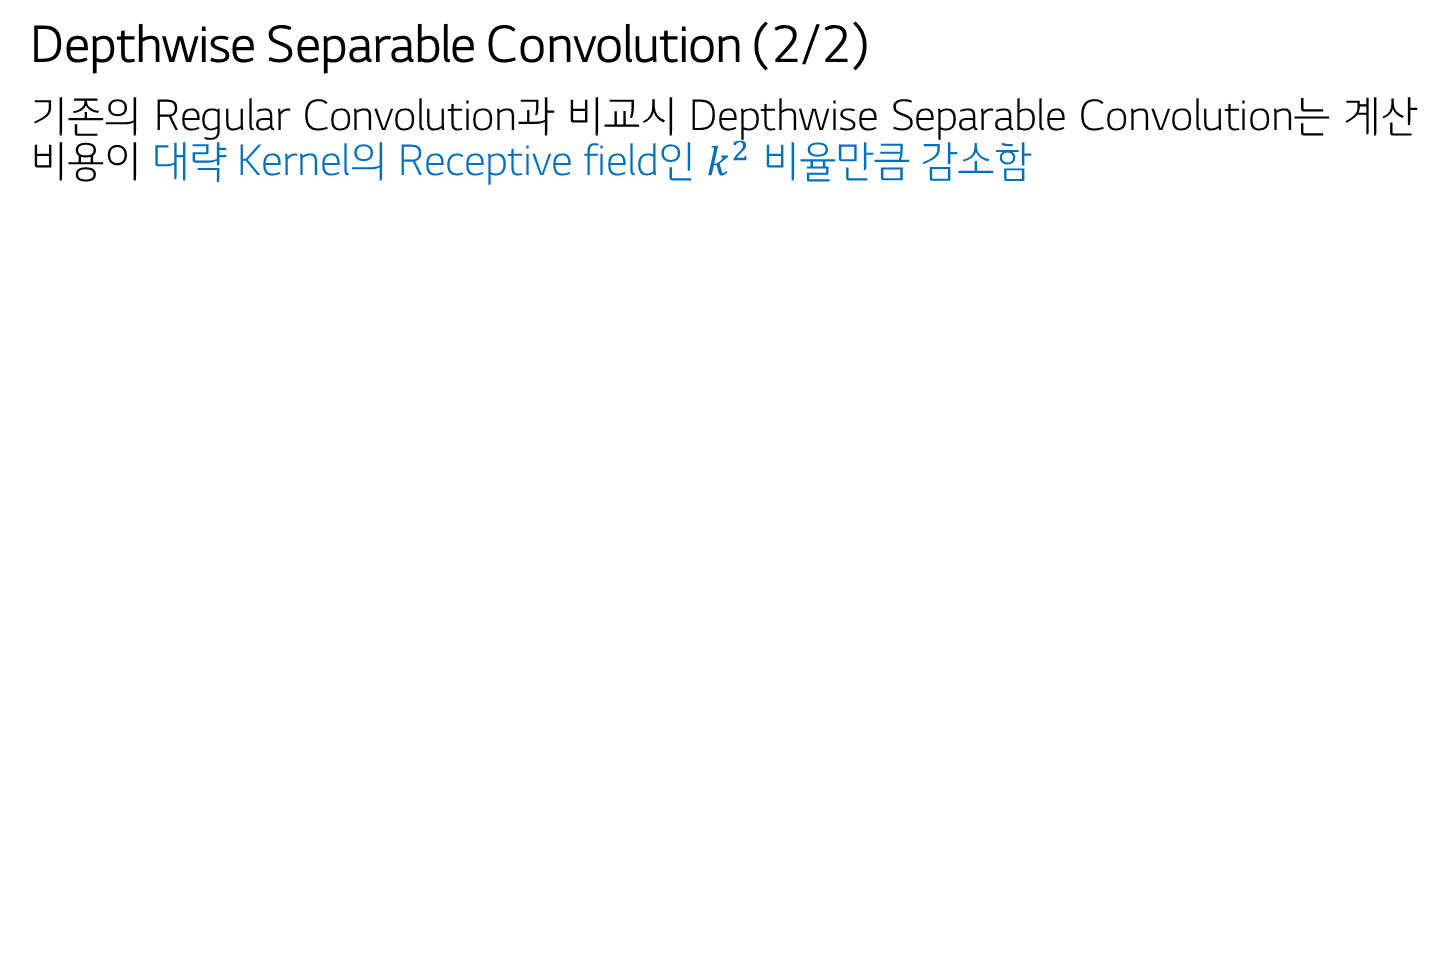 Depthwise Separable Convolution (2/2)
기존의 Regular Convolution과 비교시 Depthwise Separable Convolution는 계산
비용이 대략 Kernel의 Receptive field인 k² 비율만큼 감소함